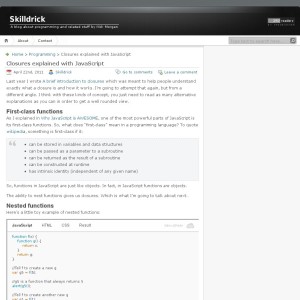 Skilldrick
A blog about programming and related stuff by Nick Morgan
About
Contact
Home > Programming > Closures explained with JavaScript
Closures explained with JavaScript
April 22nd, 2011 Skilldrick Go to comments Leave a comment
Last year I wrote A brief introduction to closures which was meant to help people understand
exactly what a closure is and how it works. I'm going to attempt that again, but from a
different angle. I think with these kinds of concept, you just need to read as many alternative
explanations as you can in order to get a well rounded view.
First-class functions
As I explained in Why JavaScript is AWESOME, one of the most powerful parts of JavaScript is
its first-class functions. So, what does "first-class" mean in a programming language? To quote
wikipedia, something is first-class if it:
can be stored in variables and data structures
can be passed as a parameter to a subroutine
can be returned as the result of a subroutine
can be constructed at runtime
has intrinsic identity (independent of any given name)
So, functions in JavaScript are just like objects. In fact, in JavaScript functions are objects.
The ability to nest functions gives us closures. Which is what I'm going to talk about next…
Nested functions
Here's a little toy example of nested functions:
JavaScript HTML CSS Result
function f(x) {
function g() {
return x;
}
return g;
}
//Call f to create a new g
var g5 = f(5);
//g5 is a function that always returns 5
alert(g5())
//Call f to create another new g
var g1 = f(1);